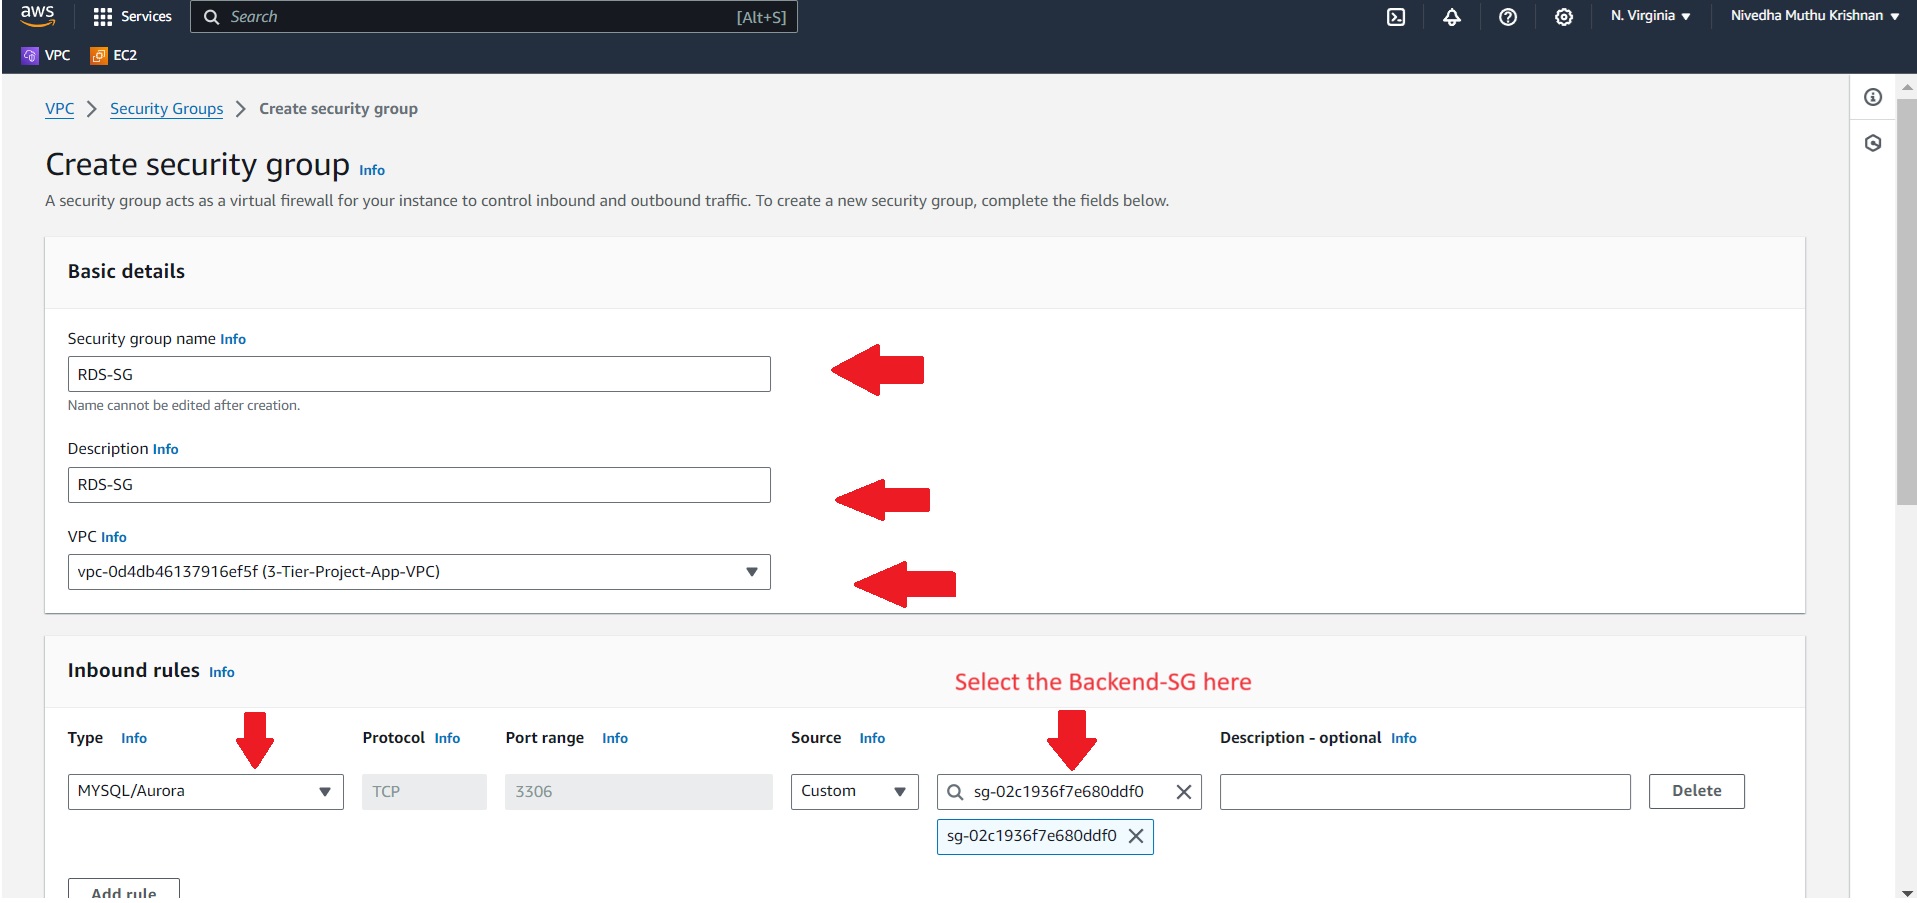 aws Services Search [Alt+S] N. Virginia Nivedha Muthu Krishnan
VPC EC2
VPC Security Groups Create security group
Create security group Info
A security group acts as a virtual firewall for your instance to control inbound and outbound traffic. To create a new security group, complete the fields below.
Basic details
Security group name Info
RDS-SG
Name cannot be edited after creation.
Description Info
RDS-SG
VPC Info
vpc-0d4db46137916ef5f (3-Tier-Project-App-VPC)
Inbound rules Info
Select the Backend-SG here
Type Info Protocol Info Port range Info Source Info Description - optional Info
MYSQL/Aurora TCP 3306 Custom sg-02c1936f7e680ddf0 Delete
sg-02c1936f7e680ddf0
Add rule